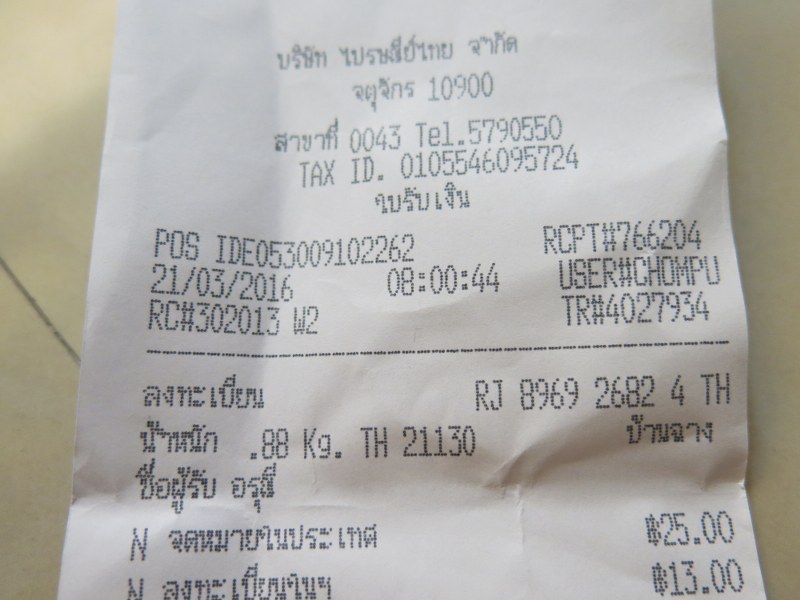 บริษัท ไปรษณีย์ไทย จำกัด
จตุจักร 10900
สาขาที่ 0043 Tel.5790550
TAX ID. 0105546095724
ใบรับเงิน
POS IDE053009102262 RCPT#766204
21/03/2016 08:00:44 USER#CHOMPU
RC#302013 W2 TR#4027934
ลงทะเบียน RJ 8969 2682 4 TH
น้ำหนัก .88 Kg. TH 21130 บ้านฉาง
ชื่อผู้รับ อรุณี
N จดหมายในประเทศ ฿25.00
N ลงทะเบียนในฯ ฿13.00